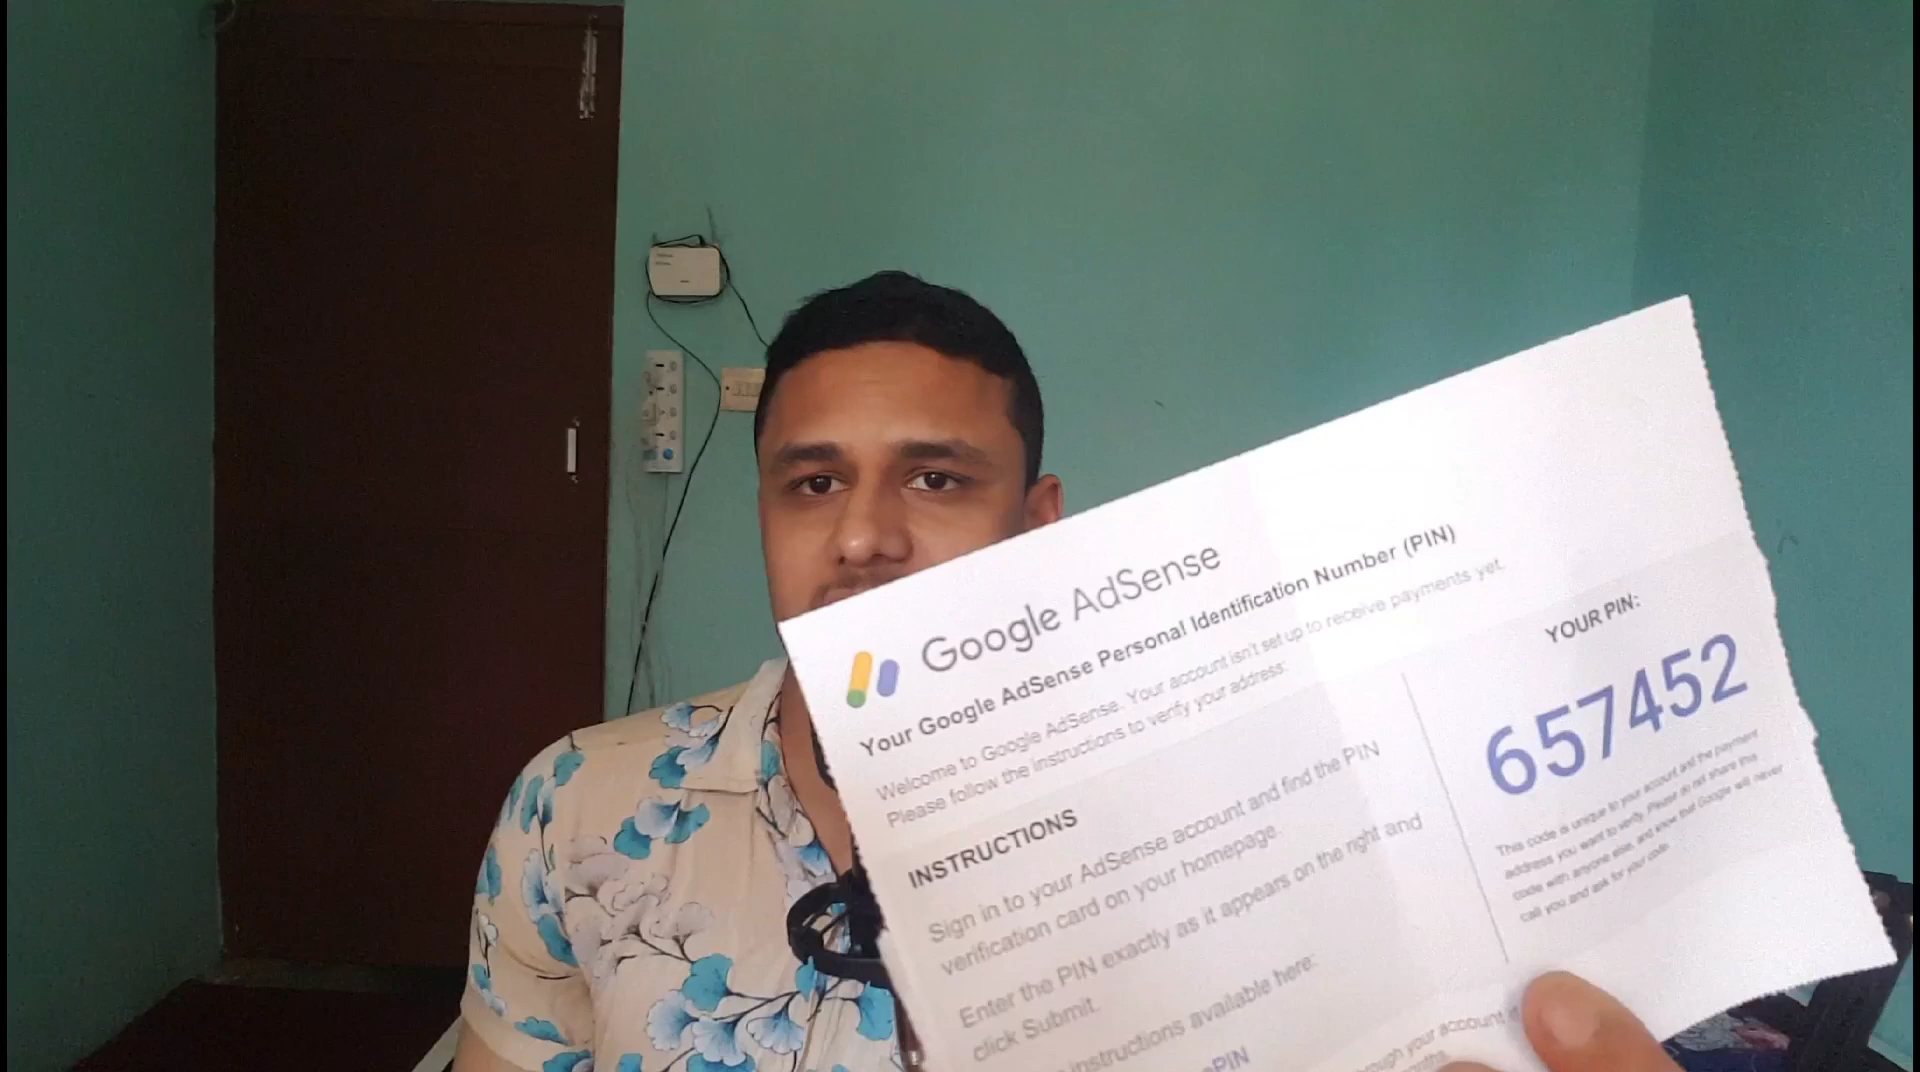 Google AdSense
Your Google AdSense Personal Identification Number (PIN)
Welcome to Google AdSense. Your account isn't set up to receive payments yet.
Please follow the instructions to verify your address:
INSTRUCTIONS
Sign in to your AdSense account and find the PIN
verification card on your homepage.
Enter the PIN exactly as it appears on the right and
click Submit.
instructions available here:
PIN
YOUR PIN:
657452
This code is unique to your account and the payment
address you want to verify. Please do not share this
code with anyone else, and know that Google will never
call you and ask for your code.
through your account